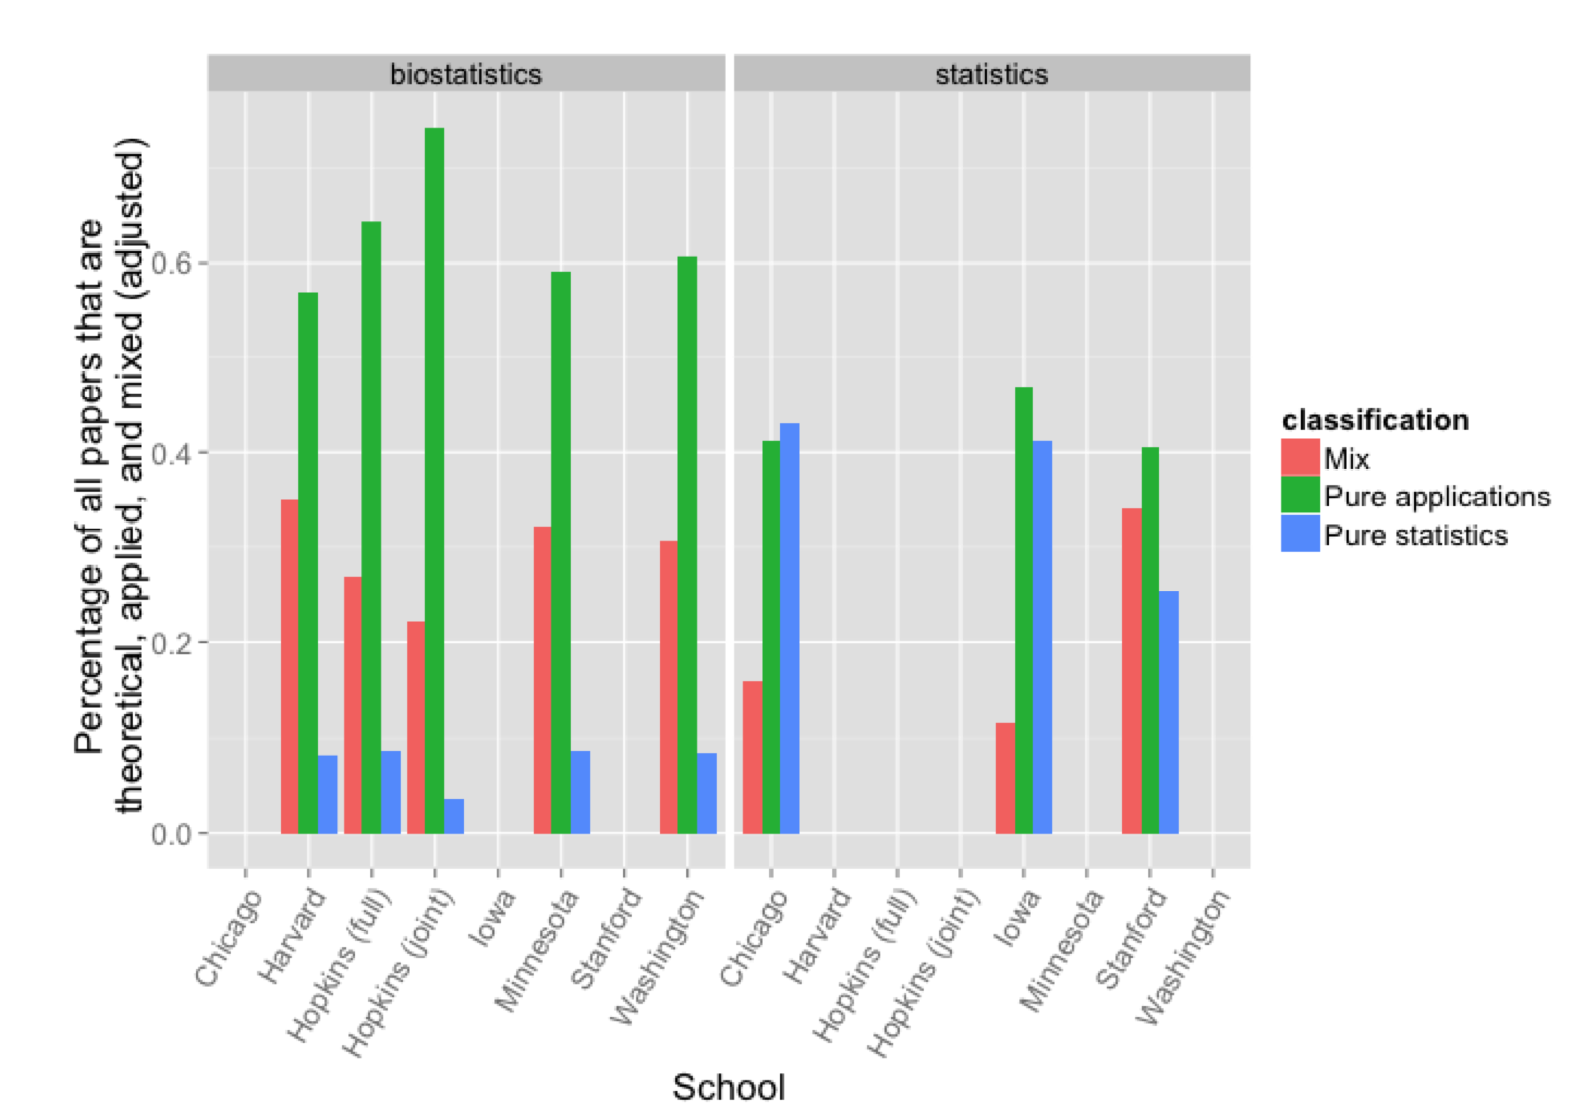 biostatistics
statistics
Percentage of all papers that are
theoretical, applied, and mixed (adjusted)
0.6
0.4
0.2
0.0
classification
Mix
Pure applications
Pure statistics
Chicago
Harvard
Hopkins (full)
Hopkins (joint)
Iowa
Minnesota
Stanford
Washington
Chicago
Harvard
Hopkins (full)
Hopkins (joint)
Iowa
Minnesota
Stanford
Washington
School